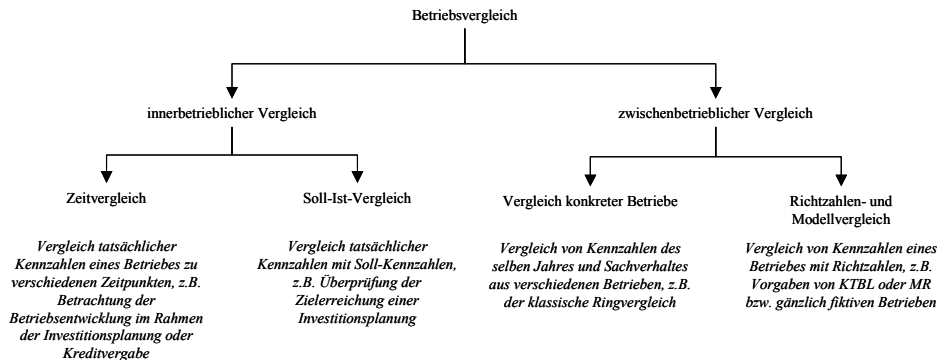 Betriebsvergleich
innerbetrieblicher Vergleich
zwischenbetrieblicher Vergleich
Zeitvergleich
Vergleich tatsächlicher
Kennzahlen eines Betriebes zu
verschiedenen Zeitpunkten, z.B.
Betrachtung der
Betriebsentwicklung im Rahmen
der Investitionsplanung oder
Kreditvergabe
Soll-Ist-Vergleich
Vergleich tatsächlicher
Kennzahlen mit Soll-Kennzahlen,
z.B. Überprüfung der
Zielerreichung einer
Investitionsplanung
Vergleich konkreter Betriebe
Vergleich von Kennzahlen des
selben Jahres und Sachverhaltes
aus verschiedenen Betrieben, z.B.
der klassische Ringvergleich
Richtzahlen- und
Modellvergleich
Vergleich von Kennzahlen eines
Betriebes mit Richtzahlen, z.B.
Vorgaben von KTBL oder MR
bzw. gänzlich fiktiven Betrieben